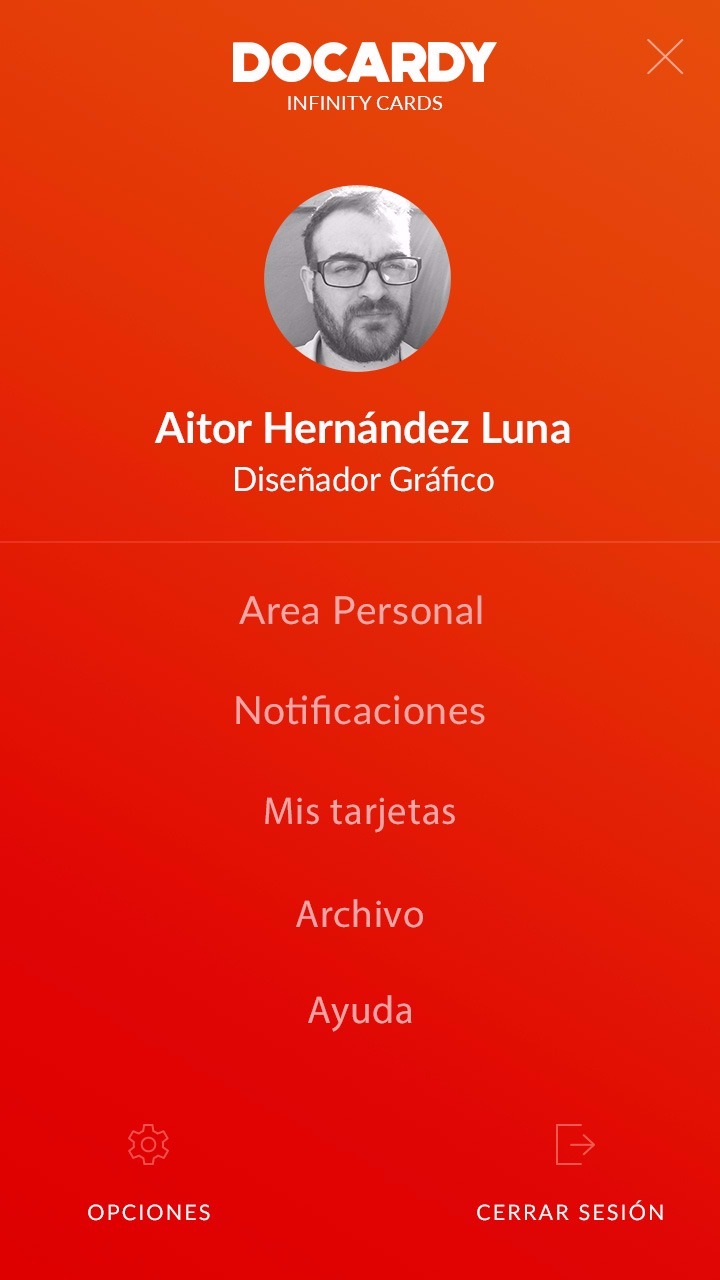 DOCARDY
INFINITY CARDS
Aitor Hernández Luna
Diseñador Gráfico
Area Personal
Notificaciones
Mis tarjetas
Archivo
Ayuda
OPCIONES
CERRAR SESIÓN